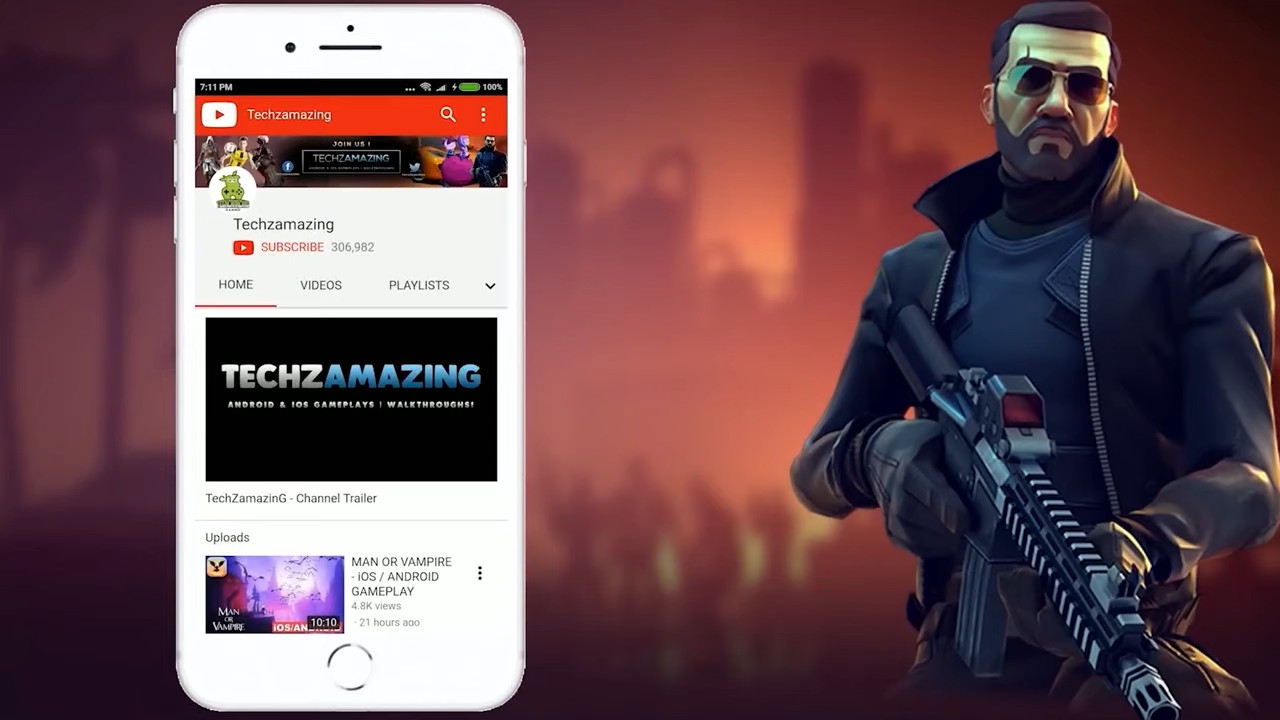 7:11 PM
100%
Techzamazing
JOIN US !
TECHZAMAZING
Techzamazing
SUBSCRIBE 306,982
HOME VIDEOS PLAYLISTS
TECHZAMAZING
ANDROID & IOS GAMEPLAYS | WALKTHROUGHS!
TechZamazinG - Channel Trailer
Uploads
MAN OR VAMPIRE
- iOS / ANDROID
GAMEPLAY
4.8K views
· 21 hours ago
MAN
OR
VAMPIRE
10:10